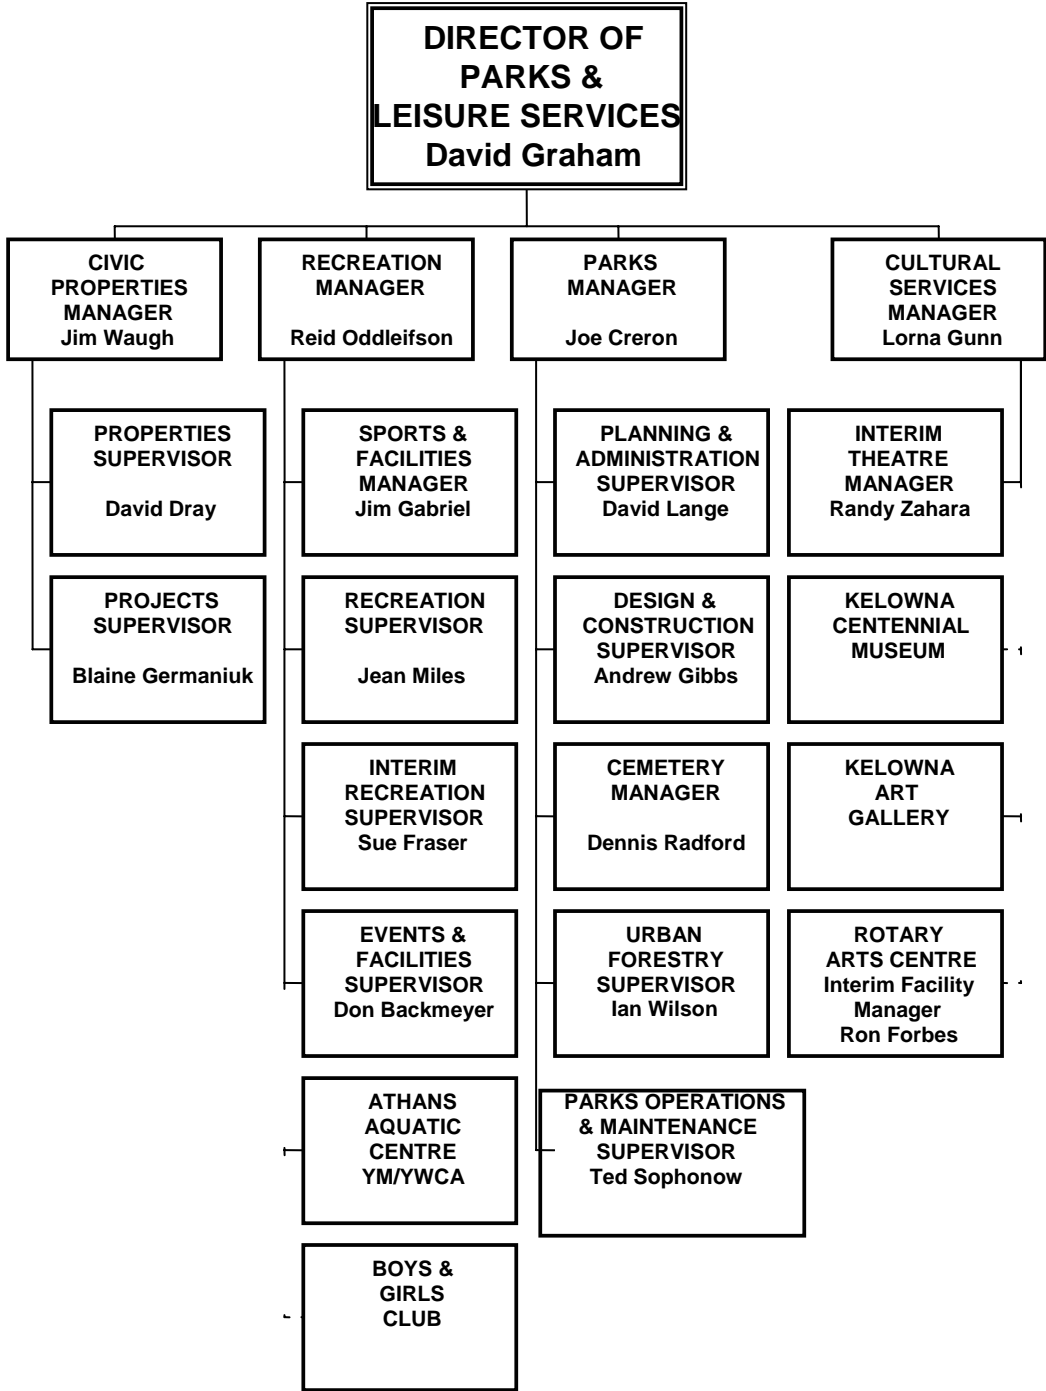 DIRECTOR OF
PARKS &
LEISURE SERVICES
David Graham
CIVIC
PROPERTIES
MANAGER
Jim Waugh
RECREATION
MANAGER
Reid Oddleifson
PARKS
MANAGER
Joe Creron
CULTURAL
SERVICES
MANAGER
Lorna Gunn
PROPERTIES
SUPERVISOR
David Dray
PROJECTS
SUPERVISOR
Blaine Germaniuk
SPORTS &
FACILITIES
MANAGER
Jim Gabriel
RECREATION
SUPERVISOR
Jean Miles
INTERIM
RECREATION
SUPERVISOR
Sue Fraser
EVENTS &
FACILITIES
SUPERVISOR
Don Backmeyer
ATHANS
AQUATIC
CENTRE
YM/YWCA
BOYS &
GIRLS
CLUB
PLANNING &
ADMINISTRATION
SUPERVISOR
David Lange
DESIGN &
CONSTRUCTION
SUPERVISOR
Andrew Gibbs
CEMETERY
MANAGER
Dennis Radford
URBAN
FORESTRY
SUPERVISOR
Ian Wilson
PARKS OPERATIONS
& MAINTENANCE
SUPERVISOR
Ted Sophonow
INTERIM
THEATRE
MANAGER
Randy Zahara
KELOWNA
CENTENNIAL
MUSEUM
KELOWNA
ART
GALLERY
ROTARY
ARTS CENTRE
Interim Facility
Manager
Ron Forbes